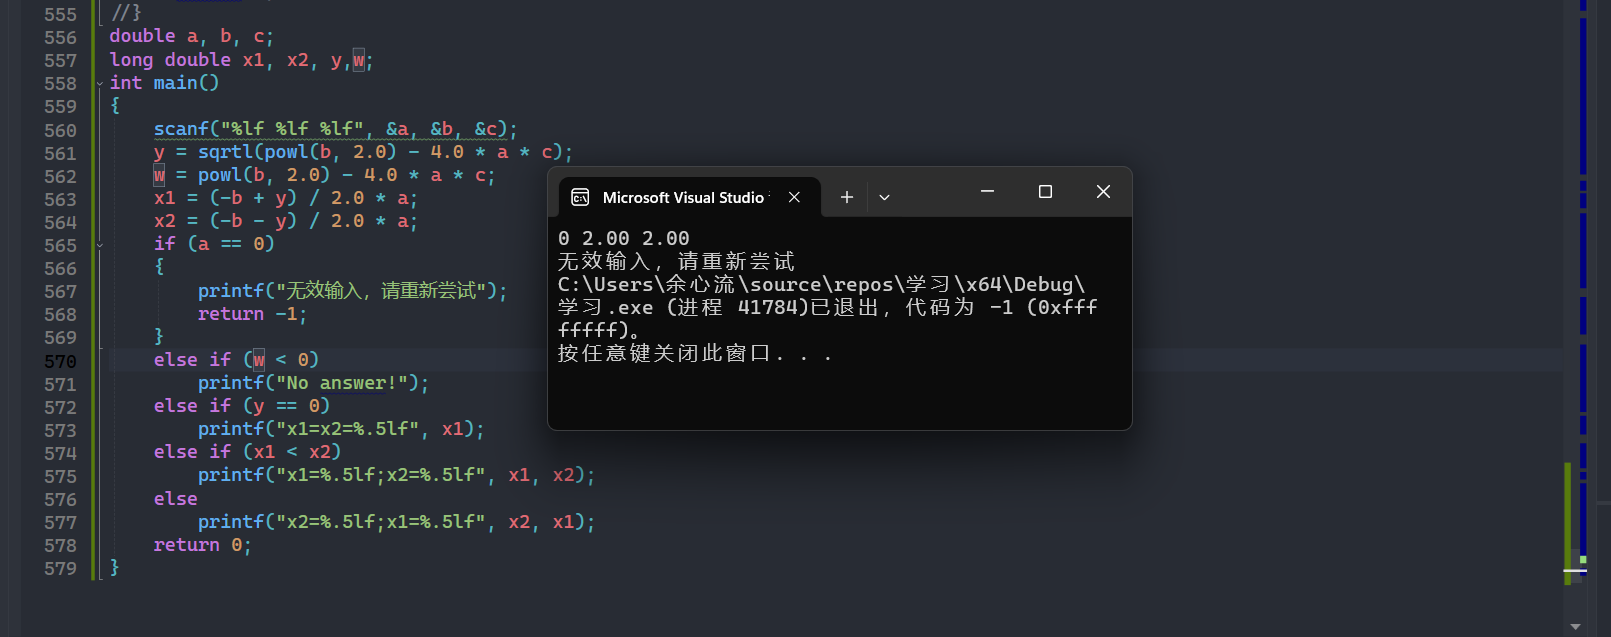 555 //}
556 double a, b, c;
557 long double x1, x2, y,w;
558 int main()
559 {
560 scanf("%lf %lf %lf", &a, &b, &c);
561 y = sqrtl(powl(b, 2.0) - 4.0 * a * c);
562 w = powl(b, 2.0) - 4.0 * a * c;
563 x1 = (-b + y) / 2.0 * a;
564 x2 = (-b - y) / 2.0 * a;
565 if (a == 0)
566 {
567 printf("无效输入，请重新尝试");
568 return -1;
569 }
570 else if (w < 0)
571 printf("No answer!");
572 else if (y == 0)
573 printf("x1=x2=%.5lf", x1);
574 else if (x1 < x2)
575 printf("x1=%.5lf;x2=%.5lf", x1, x2);
576 else
577 printf("x2=%.5lf;x1=%.5lf", x2, x1);
578 return 0;
579 }
Microsoft Visual Studio
0 2.00 2.00
无效输入，请重新尝试
C:\Users\余心流\source\repos\学习\x64\Debug\
学习.exe (进程 41784)已退出，代码为 -1 (0xfff
fffff)。
按任意键关闭此窗口. . .